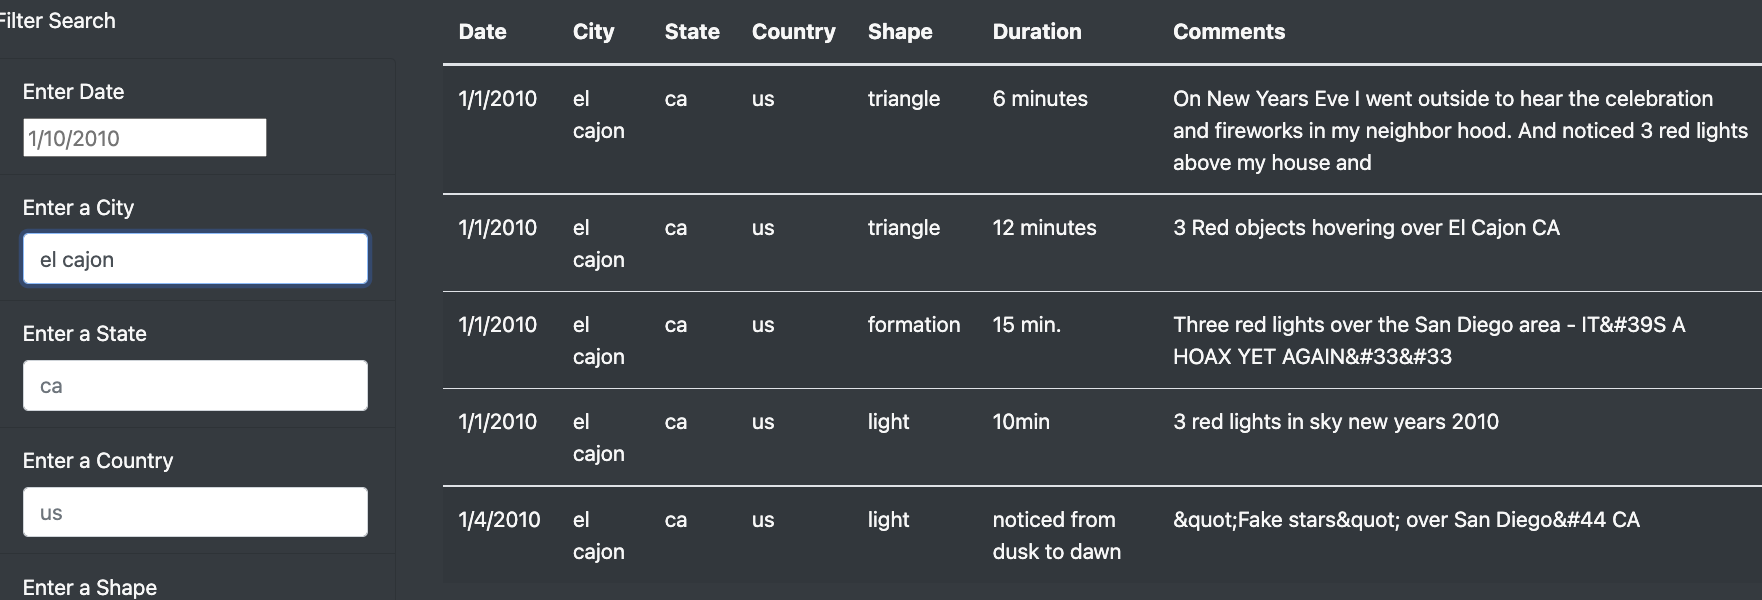 Filter Search
Enter Date
1/10/2010
Enter a City
el cajon
Enter a State
ca
Enter a Country
us
Enter a Shape
Date City State Country Shape Duration Comments
1/1/2010 el ca us triangle 6 minutes On New Years Eve I went outside to hear the celebration
cajon and fireworks in my neighbor hood. And noticed 3 red lights
above my house and
1/1/2010 el ca us triangle 12 minutes 3 Red objects hovering over El Cajon CA
cajon
1/1/2010 el ca us formation 15 min. Three red lights over the San Diego area - IT&#39S A
cajon HOAX YET AGAIN&#33&#33
1/1/2010 el ca us light 10min 3 red lights in sky new years 2010
cajon
1/4/2010 el ca us light noticed from &quot;Fake stars&quot; over San Diego&#44 CA
cajon dusk to dawn